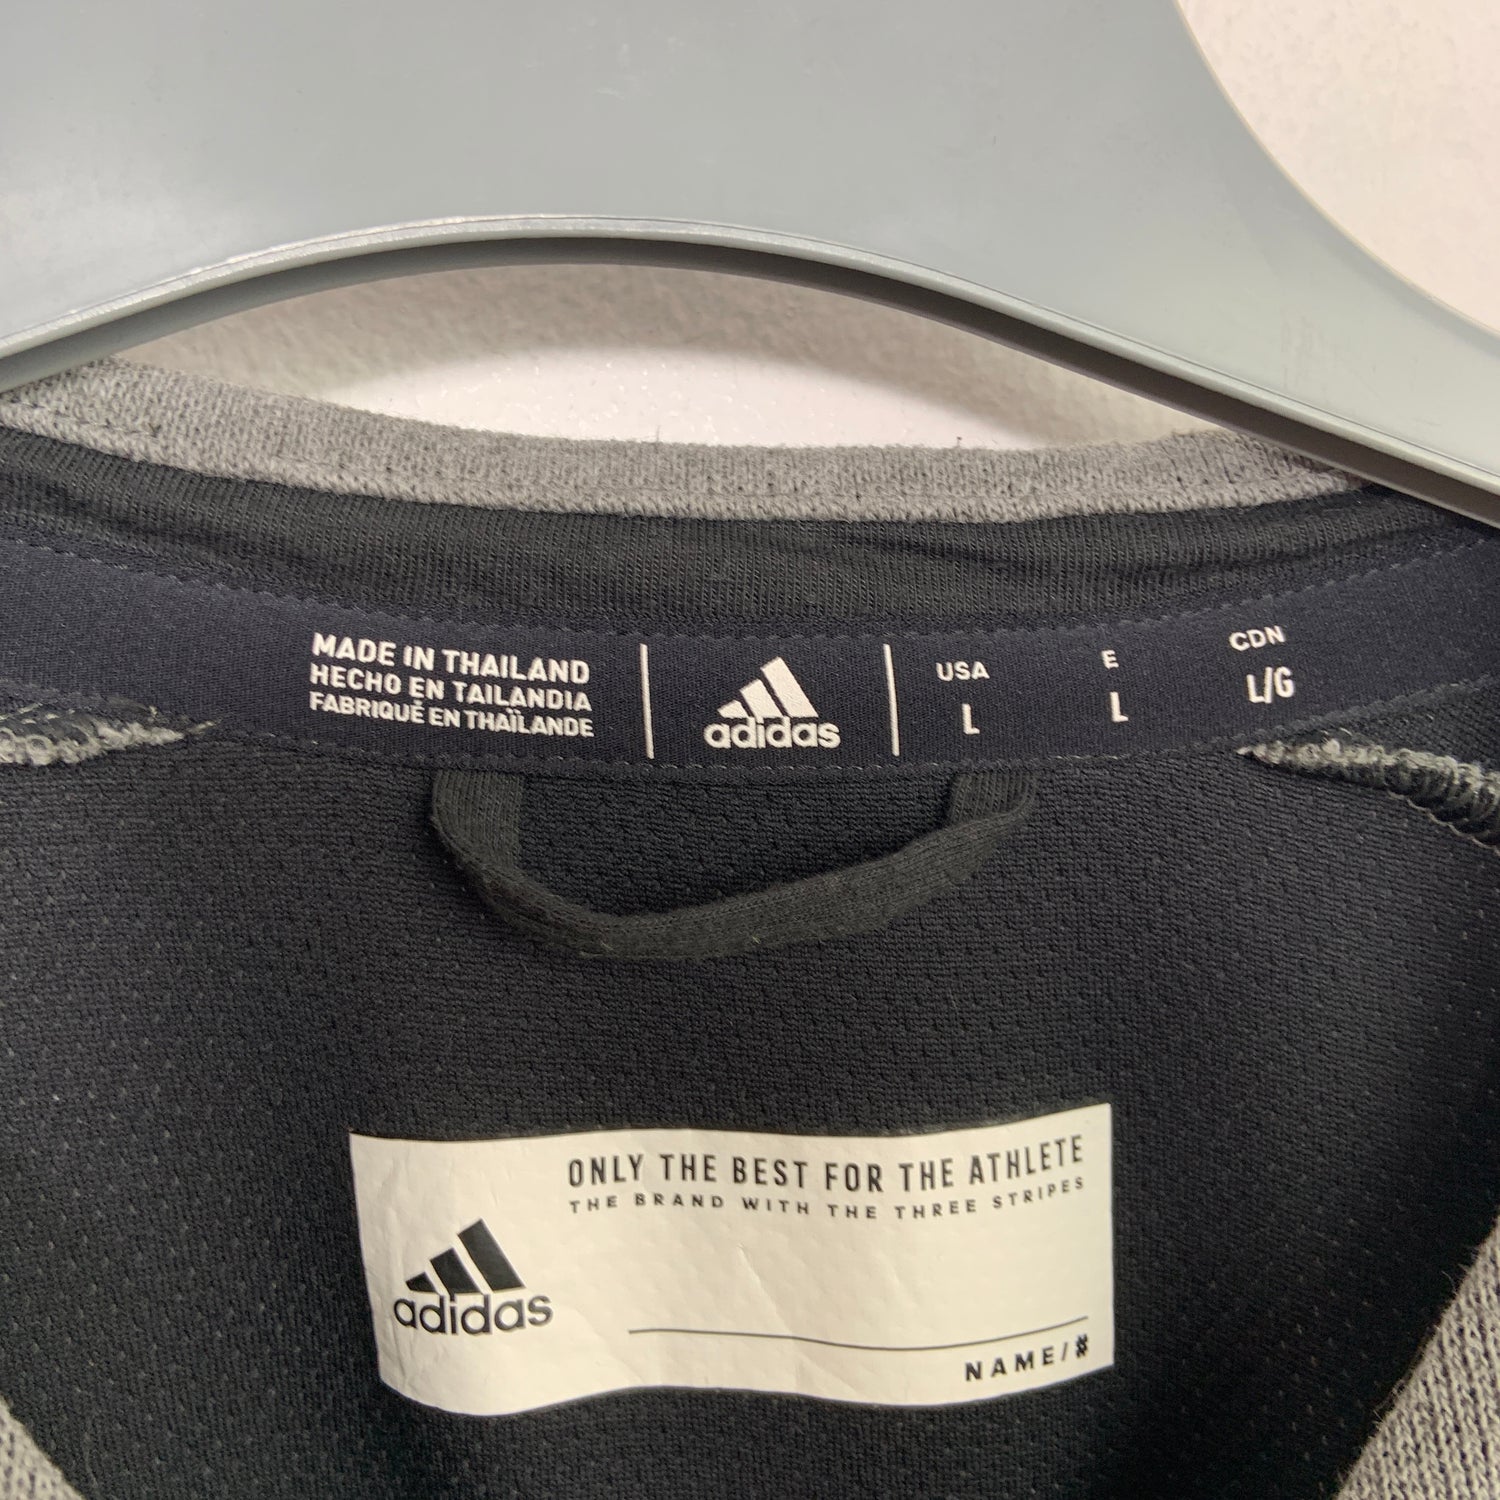 MADE IN THAILAND
HECHO EN TAILANDIA
FABRIQUÉ EN THAÏLANDE
adidas
USA E CDN
L L L/G
ONLY THE BEST FOR THE ATHLETE
THE BRAND WITH THE THREE STRIPES
adidas
NAME/#